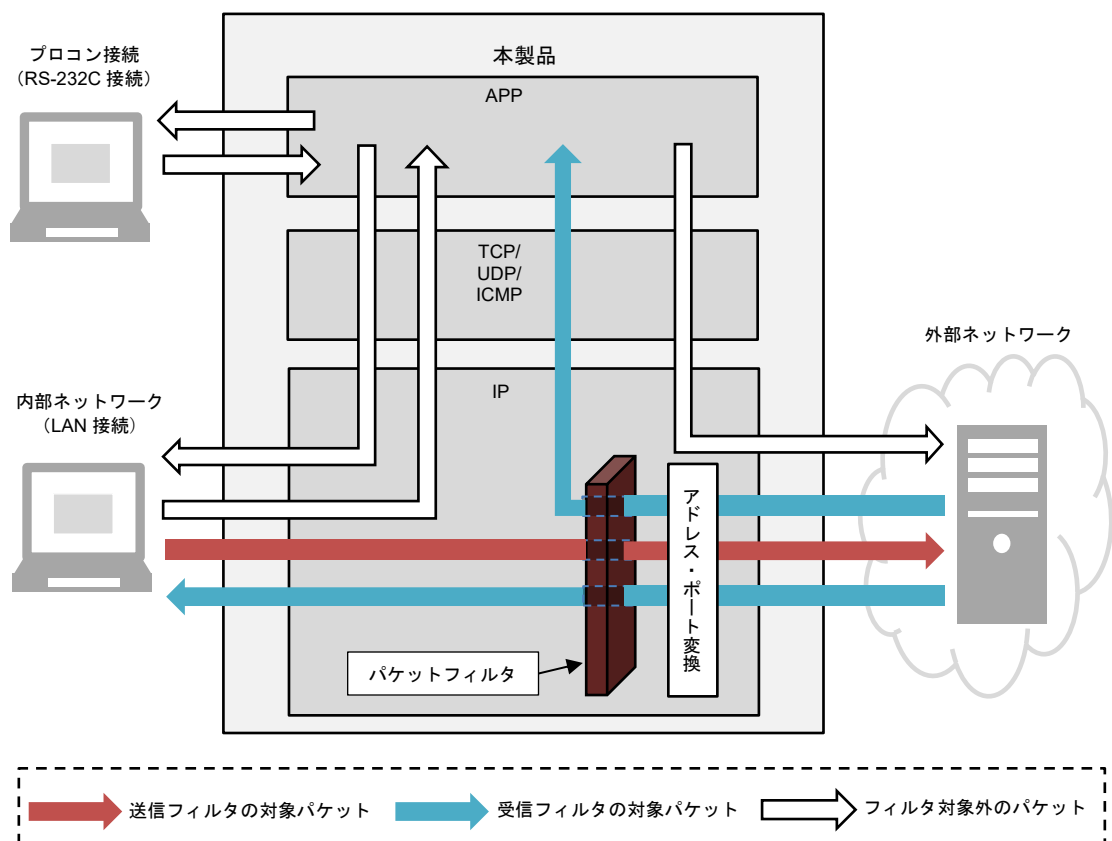 プロコン接続
（RS-232C 接続）
本製品
APP
TCP/
UDP/
ICMP
外部ネットワーク
内部ネットワーク
（LAN 接続）
IP
アドレス・ポート変換
パケットフィルタ
送信フィルタの対象パケット
受信フィルタの対象パケット
フィルタ対象外のパケット